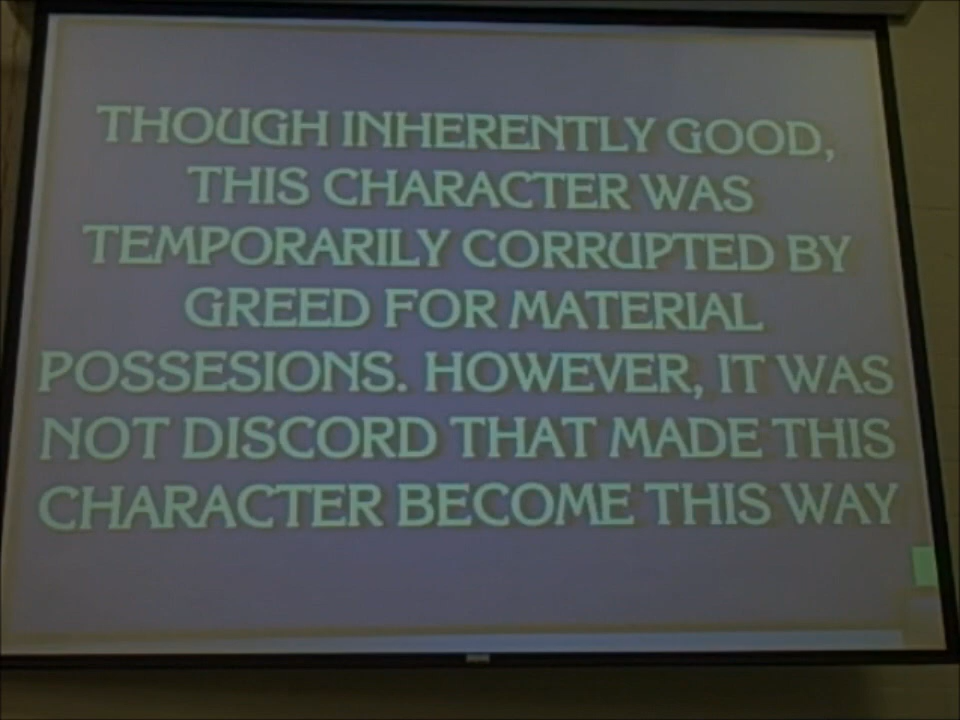 THOUGH INHERENTLY GOOD,
THIS CHARACTER WAS
TEMPORARILY CORRUPTED BY
GREED FOR MATERIAL
POSSESIONS. HOWEVER, IT WAS
NOT DISCORD THAT MADE THIS
CHARACTER BECOME THIS WAY